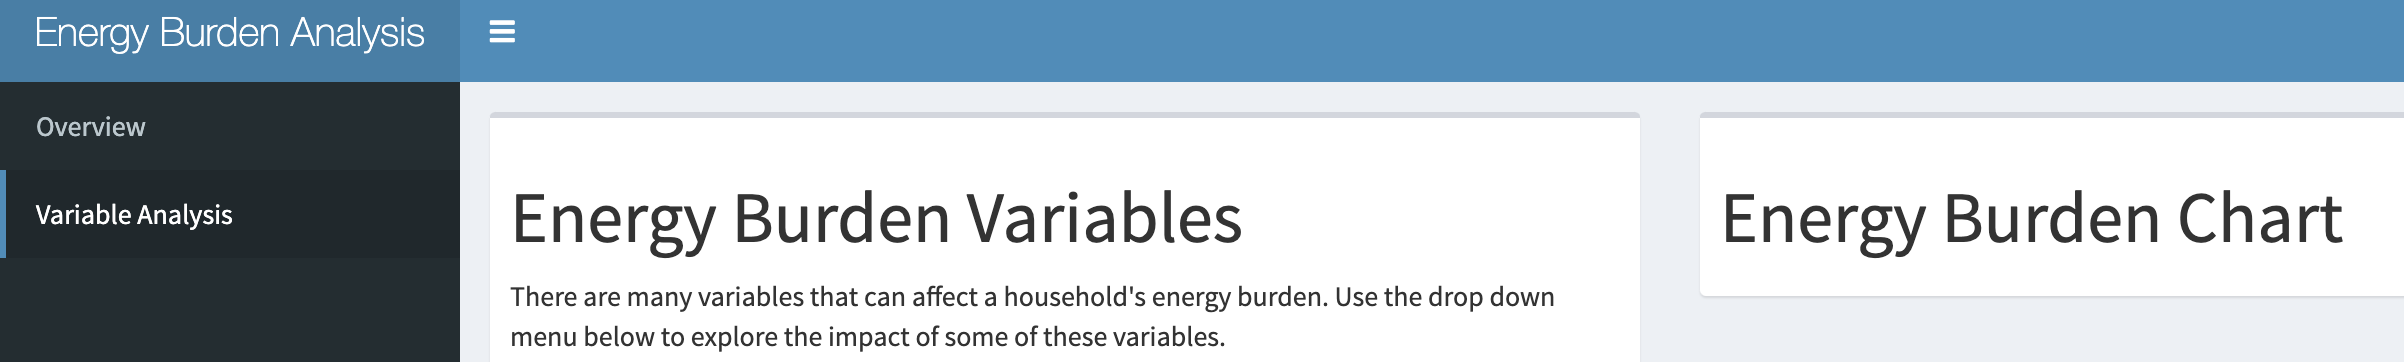 Energy Burden Analysis
Overview
Variable Analysis
Energy Burden Variables
There are many variables that can affect a household's energy burden. Use the drop down
menu below to explore the impact of some of these variables.
Energy Burden Chart